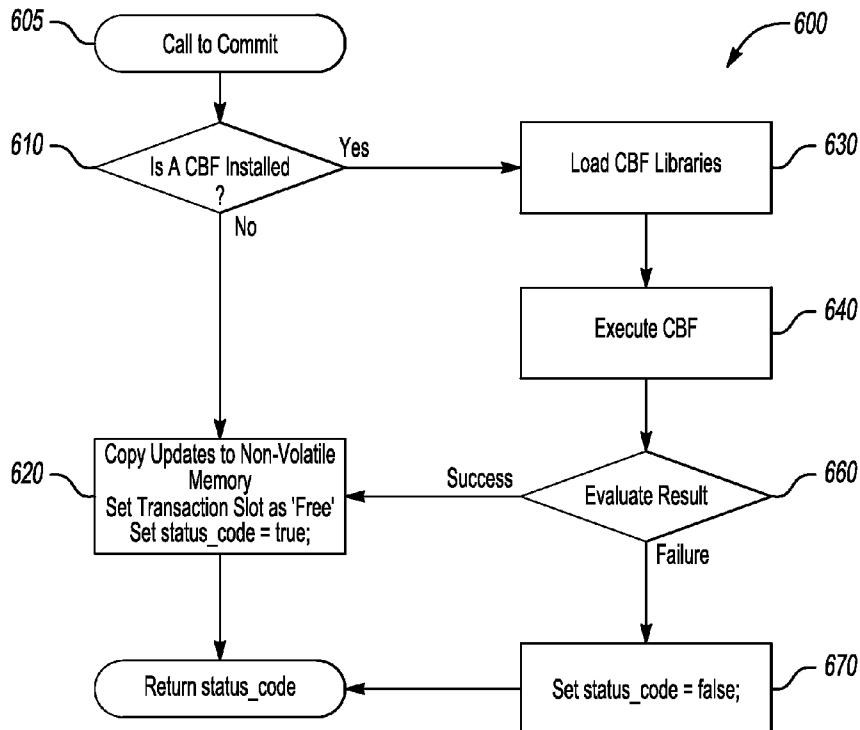 605
Call to Commit
600
610
Is A CBF Installed
?
Yes
No
Load CBF Libraries
630
Execute CBF
640
620
Copy Updates to Non-Volatile
Memory
Set Transaction Slot as 'Free'
Set status_code = true;
Success
Evaluate Result
660
Failure
Return status_code
Set status_code = false;
670